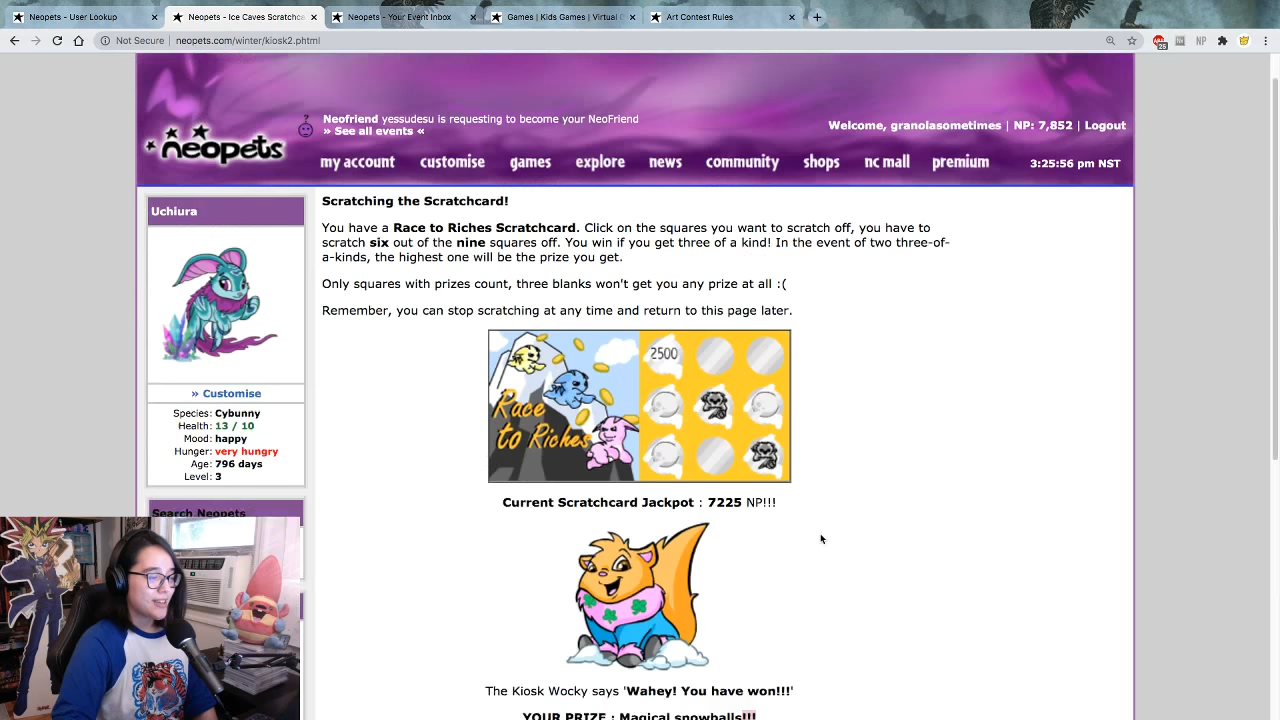 Neopets - User Lookup
Neopets - Ice Caves Scratchca
Neopets - Your Event Inbox
Games | Kids Games | Virtual
Art Contest Rules
Not Secure | neopets.com/winter/kiosk2.phtml
NP
Neofriend yessudesu is requesting to become your NeoFriend
» See all events «
Welcome, granolasometimes | NP: 7,852 | Logout
neopets
my account customise games explore news community shops nc mall premium
3:25:56 pm NST
Uchiura
» Customise
Species: Cybunny
Health: 13 / 10
Mood: happy
Hunger: very hungry
Age: 796 days
Level: 3
Search Neopets
Scratching the Scratchcard!
You have a Race to Riches Scratchcard. Click on the squares you want to scratch off, you have to
scratch six out of the nine squares off. You win if you get three of a kind! In the event of two three-of-
a-kinds, the highest one will be the prize you get.
Only squares with prizes count, three blanks won't get you any prize at all :(
Remember, you can stop scratching at any time and return to this page later.
Race
to Riches
2500
Current Scratchcard Jackpot : 7225 NP!!!
The Kiosk Wocky says 'Wahey! You have won!!!'
YOUR PRIZE : Magical snowballs!!!